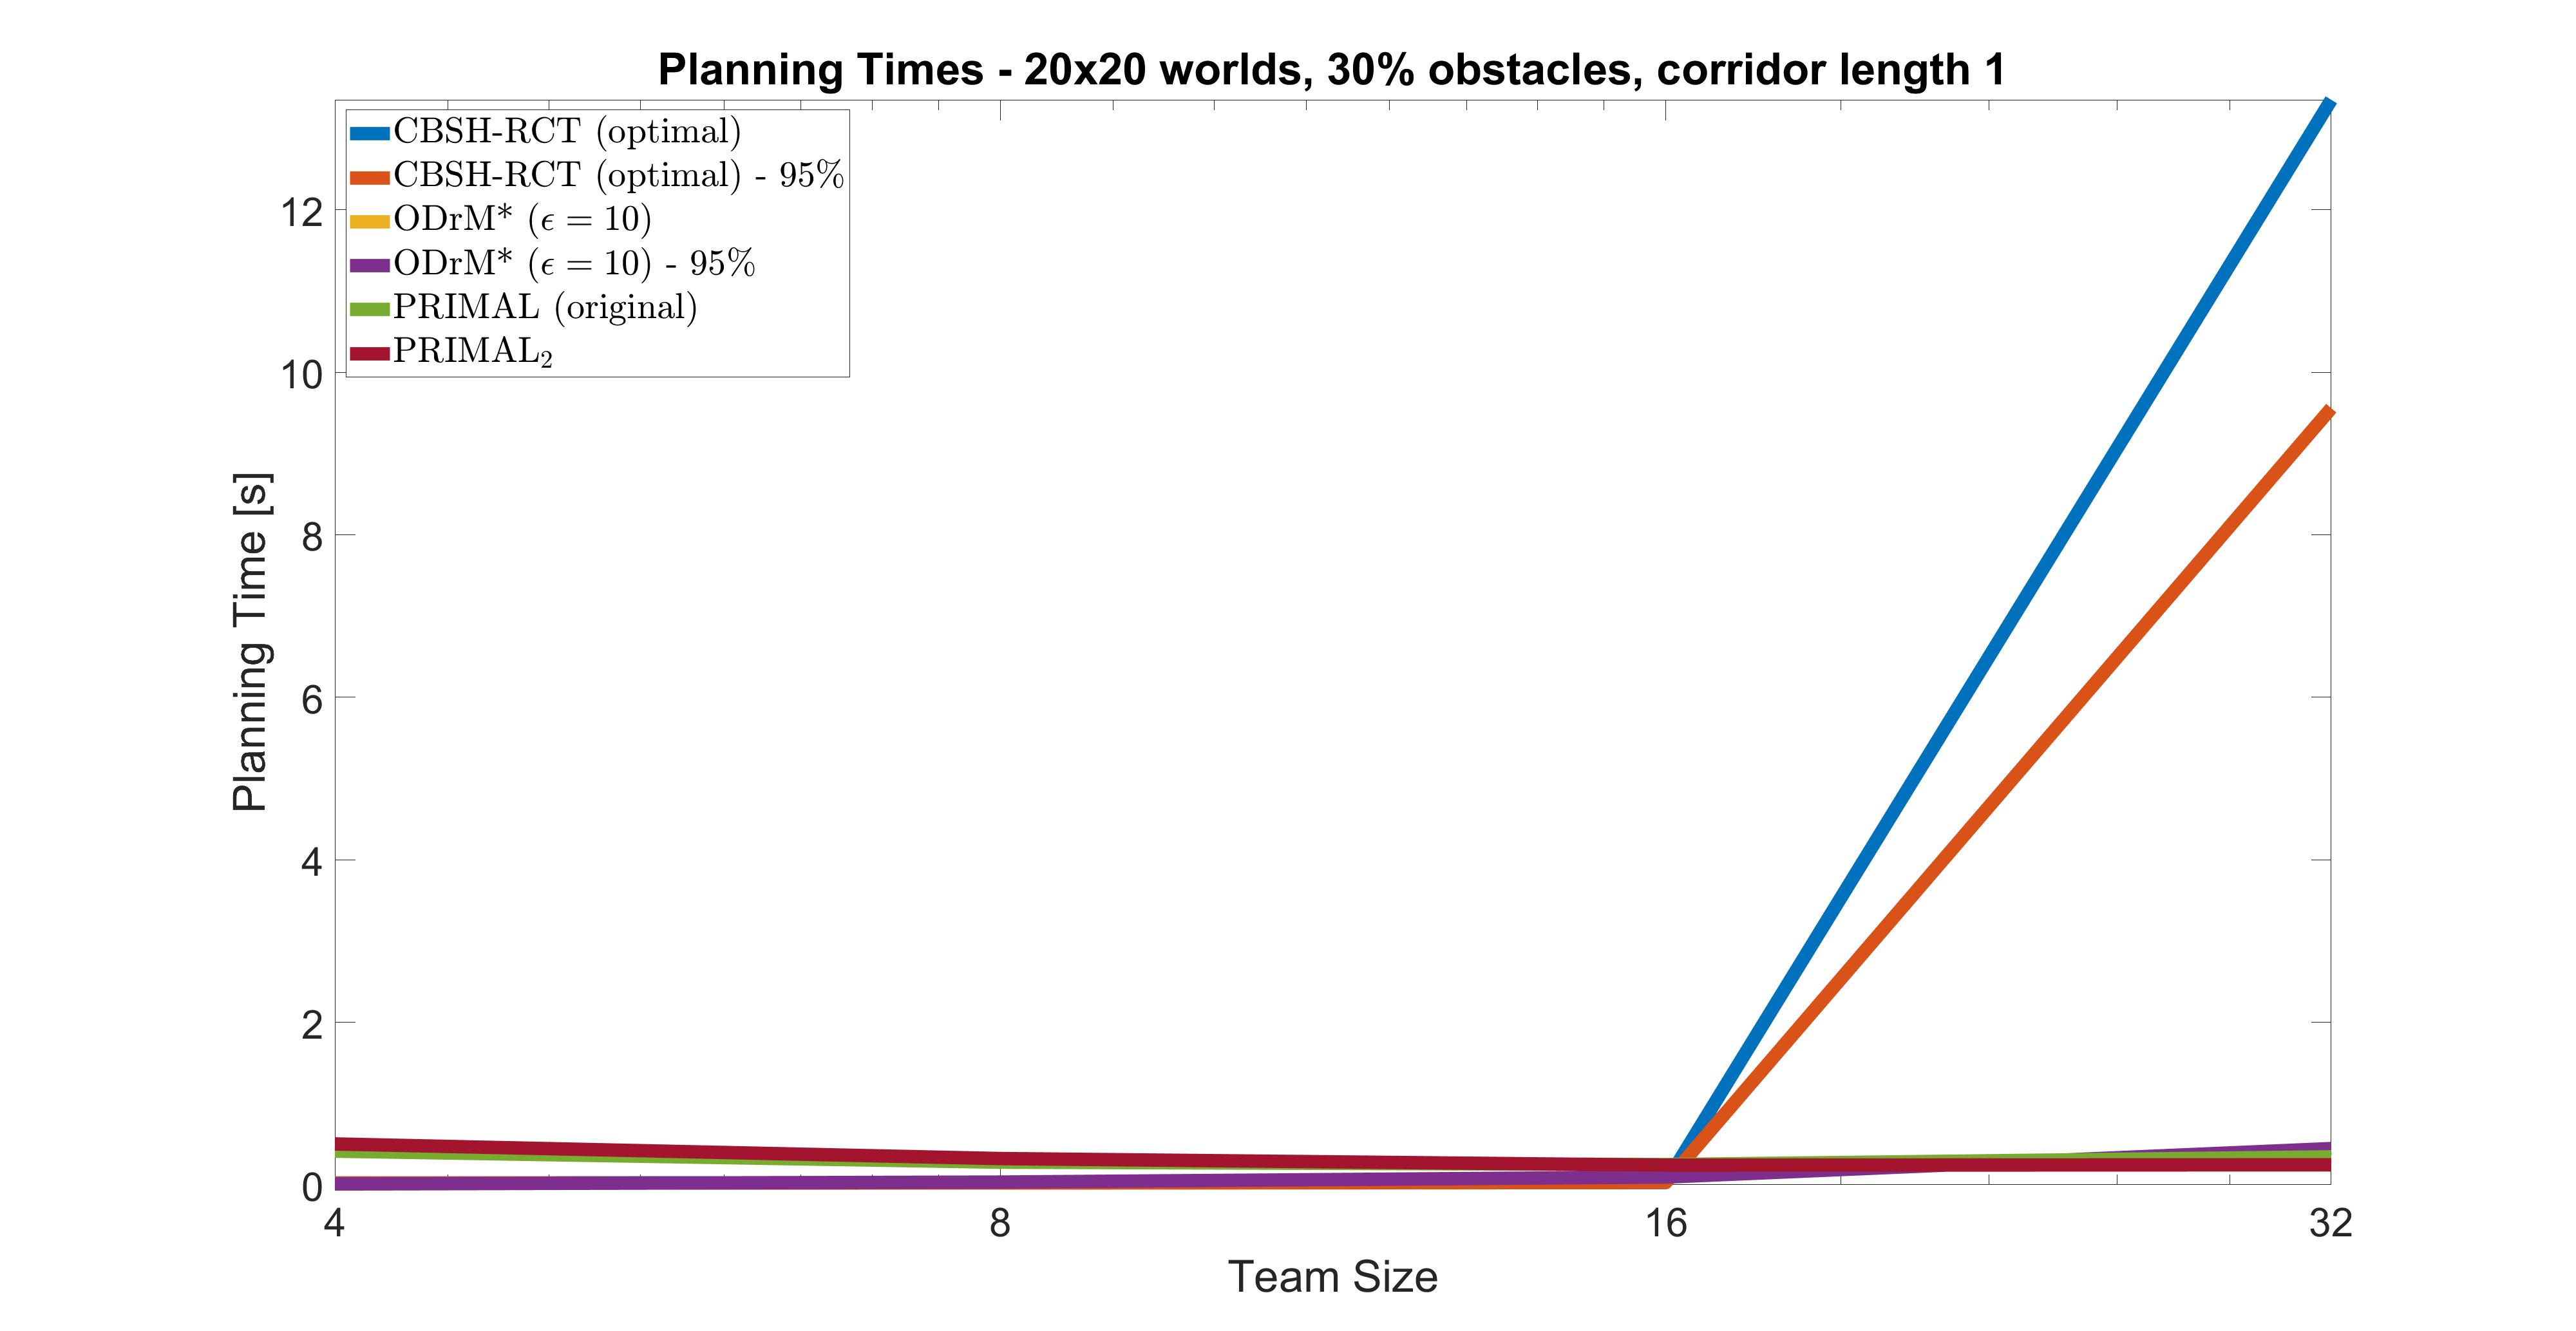 Planning Times - 20x20 worlds, 30% obstacles, corridor length 1
CBSH-RCT (optimal)
CBSH-RCT (optimal) - 95%
ODrM* (ϵ = 10)
ODrM* (ϵ = 10) - 95%
PRIMAL (original)
PRIMAL₂
12
10
8
6
4
2
0
Planning Time [s]
4 8 16 32
Team Size